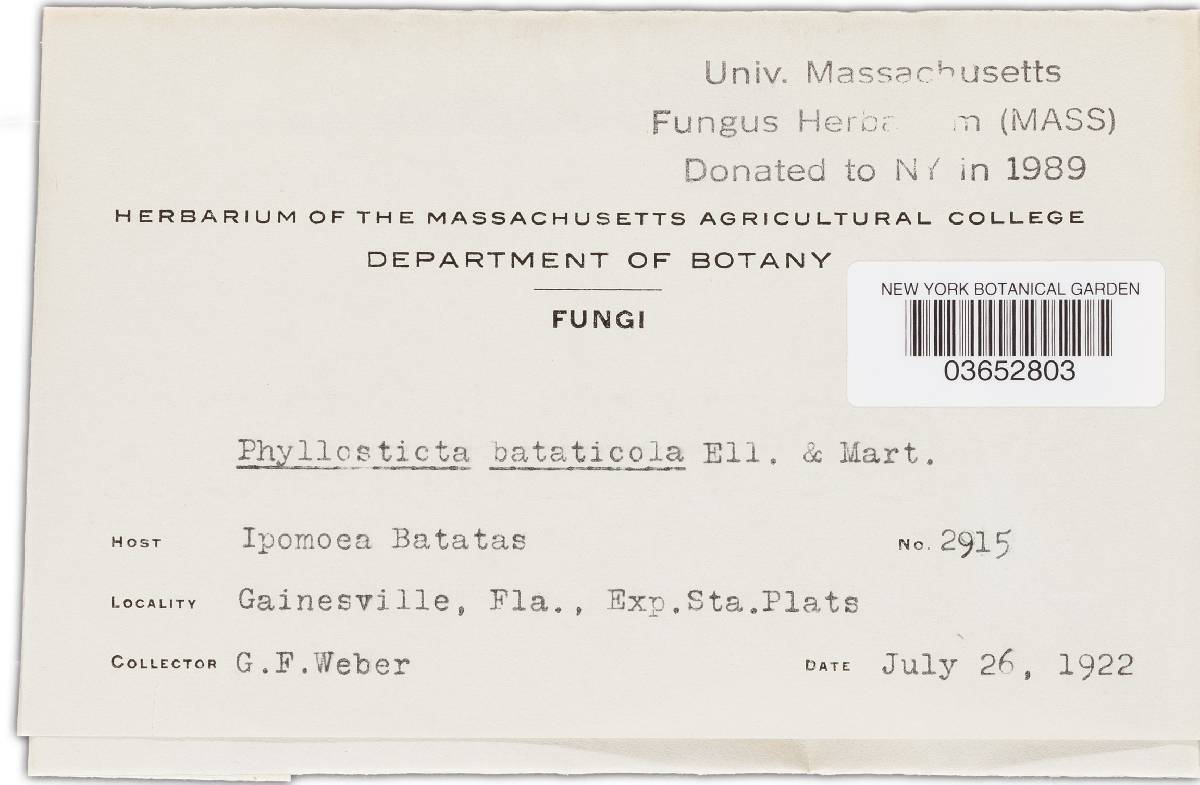 Univ. Massachusetts
Fungus Herba m (MASS)
Donated to NY in 1989
HERBARIUM OF THE MASSACHUSETTS AGRICULTURAL COLLEGE
DEPARTMENT OF BOTANY
FUNGI
NEW YORK BOTANICAL GARDEN
03652803
Phyllosticta bataticola Ell. & Mart.
HOST Ipomoea Batatas No. 2915
LOCALITY Gainesville, Fla., Exp.Sta.Plats
COLLECTOR G.F.Weber DATE July 26, 1922